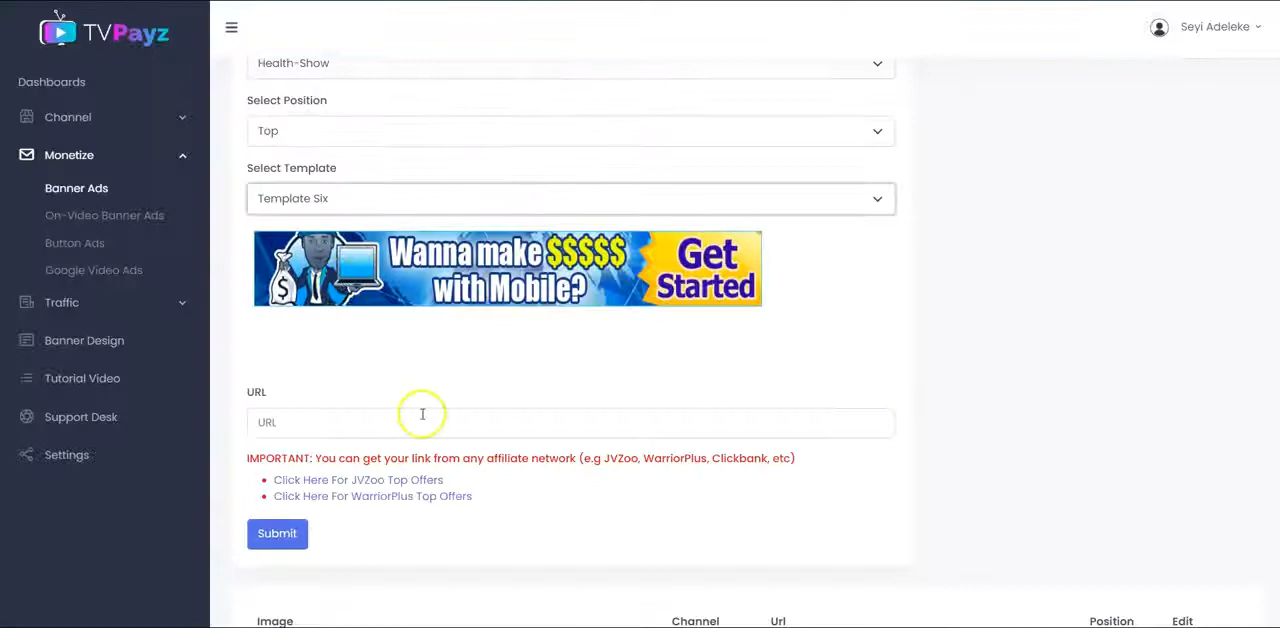 TVPayz
Seyi Adeleke
Dashboards
Channel
Monetize
Banner Ads
On-Video Banner Ads
Button Ads
Google Video Ads
Traffic
Banner Design
Tutorial Video
Support Desk
Settings
Health-Show
Select Position
Top
Select Template
Template Six
Wanna make $$$$$
with Mobile?
Get
Started
$
URL
URL
IMPORTANT: You can get your link from any affiliate network (e.g JVZoo, WarriorPlus, Clickbank, etc)
Click Here For JVZoo Top Offers
Click Here For WarriorPlus Top Offers
Submit
Image Channel Url Position Edit